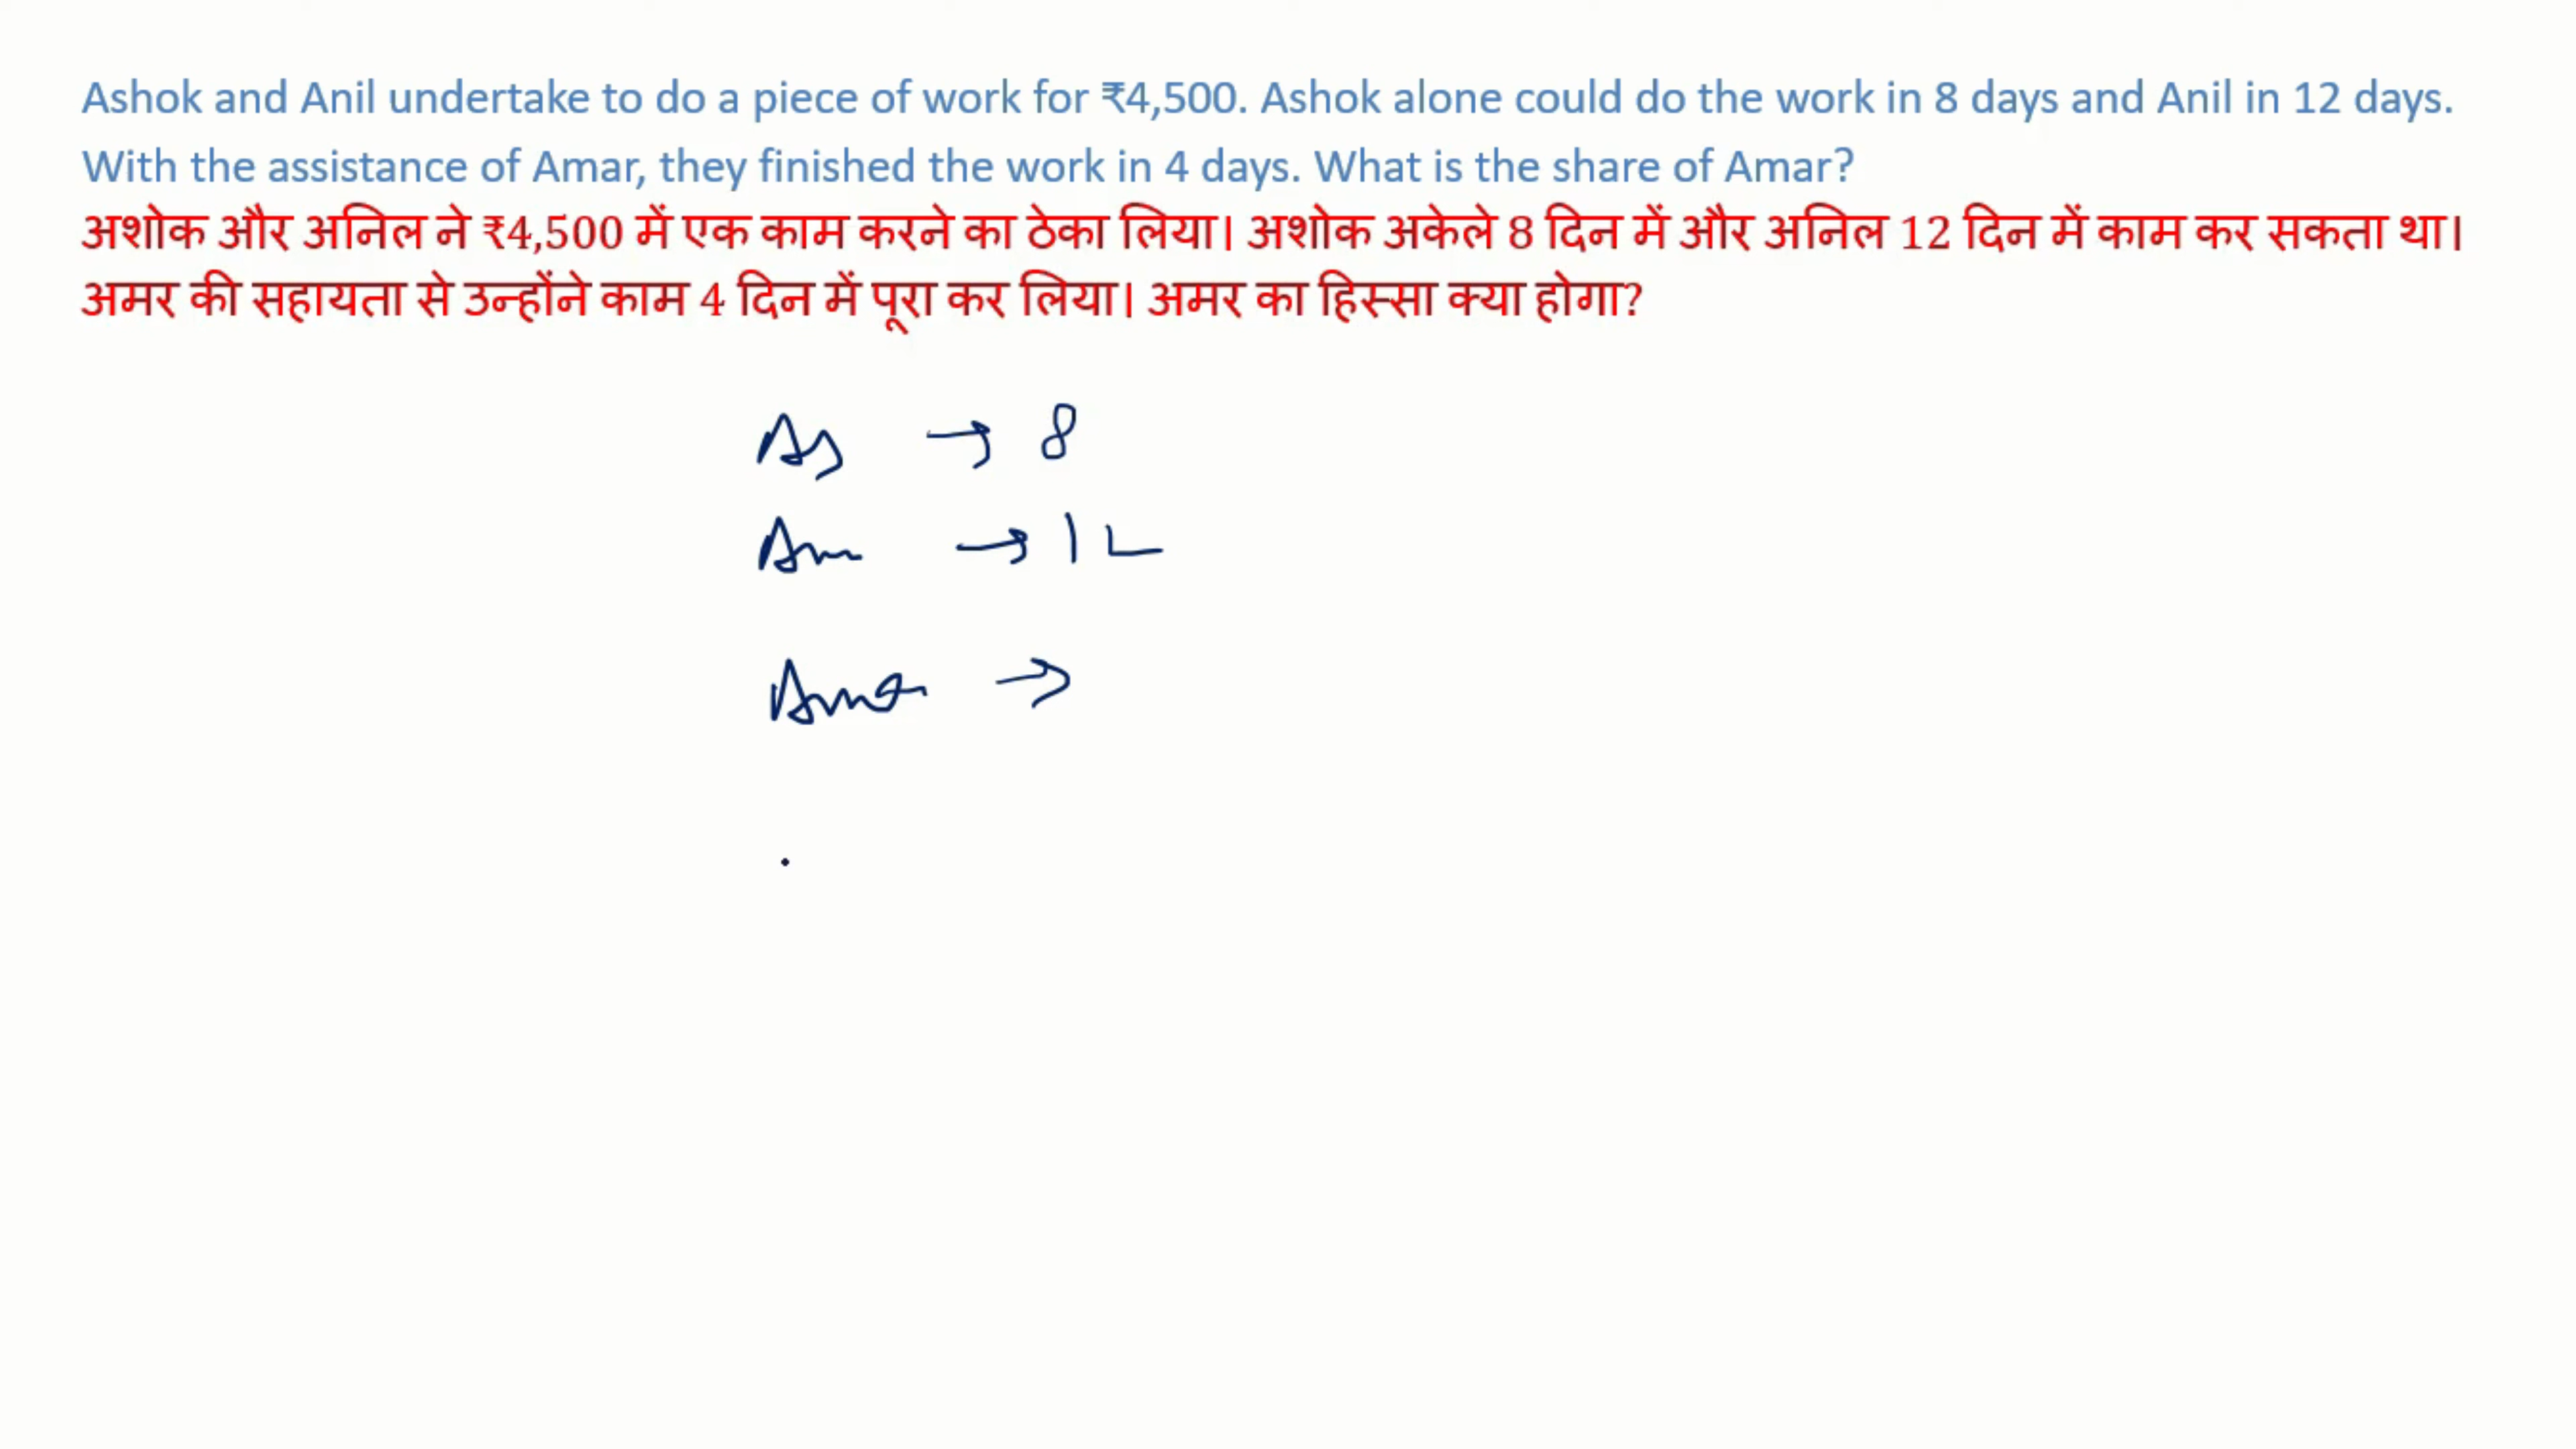 Ashok and Anil undertake to do a piece of work for ₹4,500. Ashok alone could do the work in 8 days and Anil in 12 days.
With the assistance of Amar, they finished the work in 4 days. What is the share of Amar?
अशोक और अनिल ने ₹4,500 में एक काम करने का ठेका लिया। अशोक अकेले 8 दिन में और अनिल 12 दिन में काम कर सकता था।
अमर की सहायता से उन्होंने काम 4 दिन में पूरा कर लिया। अमर का हिस्सा क्या होगा?
As → 8
An → 12
Amar →